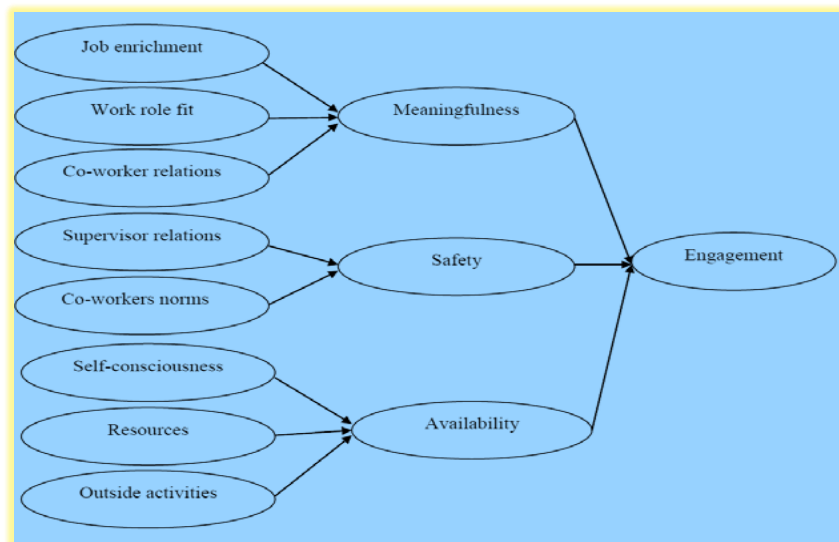 Job enrichment
Work role fit
Co-worker relations
Supervisor relations
Co-workers norms
Self-consciousness
Resources
Outside activities
Meaningfulness
Safety
Availability
Engagement